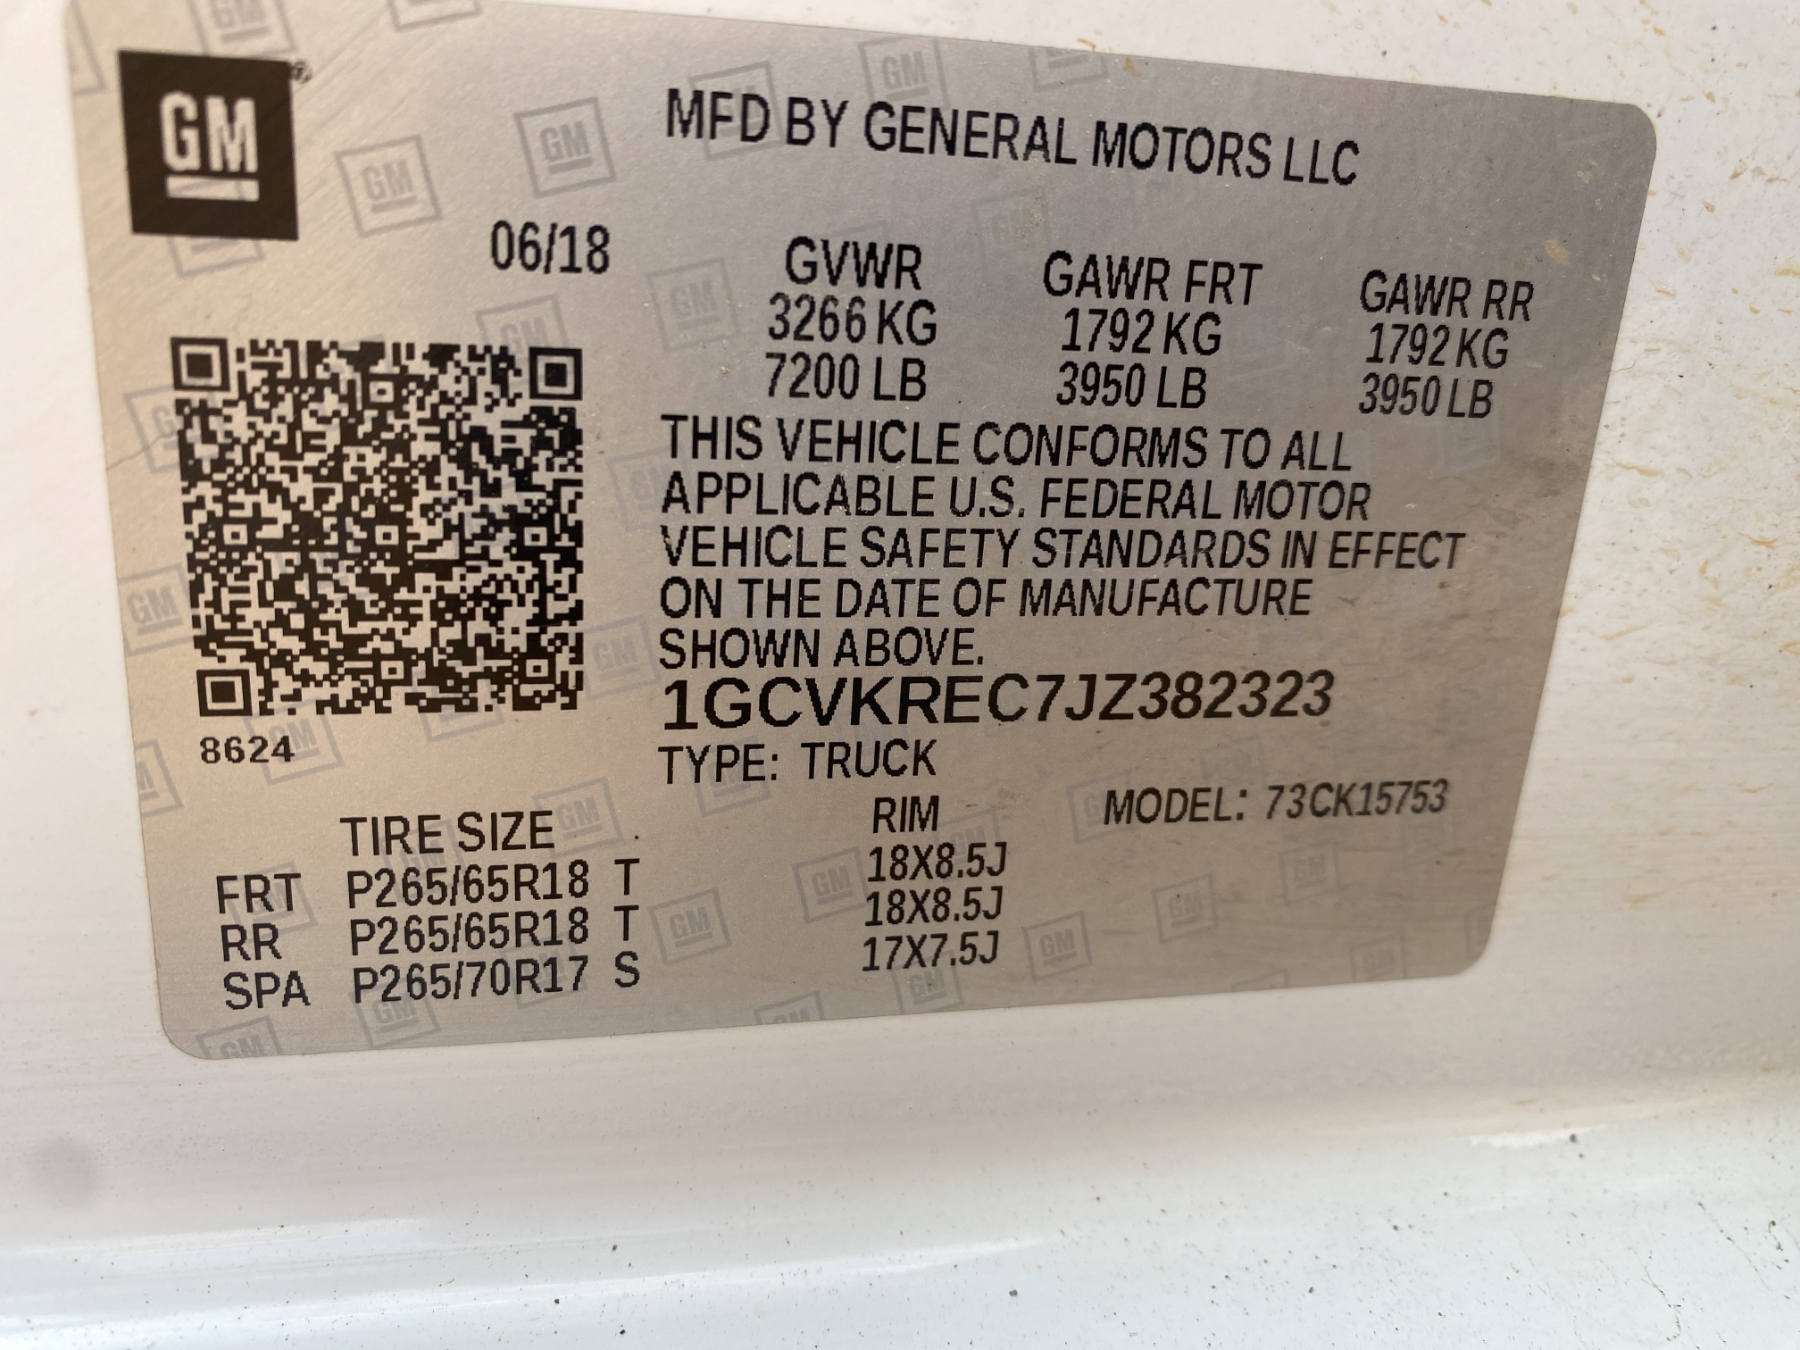 GM
MFD BY GENERAL MOTORS LLC
06/18
GVWR GAWR FRT GAWR RR
3266 KG 1792 KG 1792 KG
7200 LB 3950 LB 3950 LB
THIS VEHICLE CONFORMS TO ALL
APPLICABLE U.S. FEDERAL MOTOR
VEHICLE SAFETY STANDARDS IN EFFECT
ON THE DATE OF MANUFACTURE
SHOWN ABOVE.
1GCVKREC7JZ382323
8624
TYPE: TRUCK
MODEL: 73CK15753
TIRE SIZE RIM
FRT P265/65R18 T 18X8.5J
RR P265/65R18 T 18X8.5J
SPA P265/70R17 S 17X7.5J